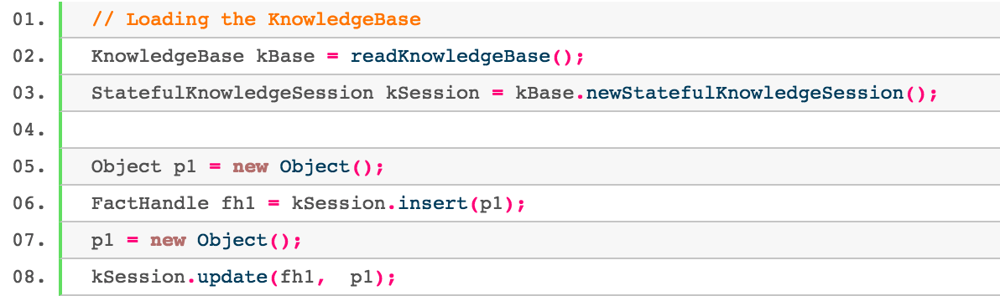 01. // Loading the KnowledgeBase
02. KnowledgeBase kBase = readKnowledgeBase();
03. StatefulKnowledgeSession kSession = kBase.newStatefulKnowledgeSession();
04.
05. Object p1 = new Object();
06. FactHandle fh1 = kSession.insert(p1);
07. p1 = new Object();
08. kSession.update(fh1,  p1);